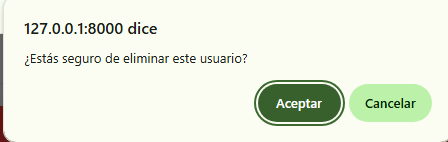 127.0.0.1:8000 dice
¿Estás seguro de eliminar este usuario?
Aceptar
Cancelar